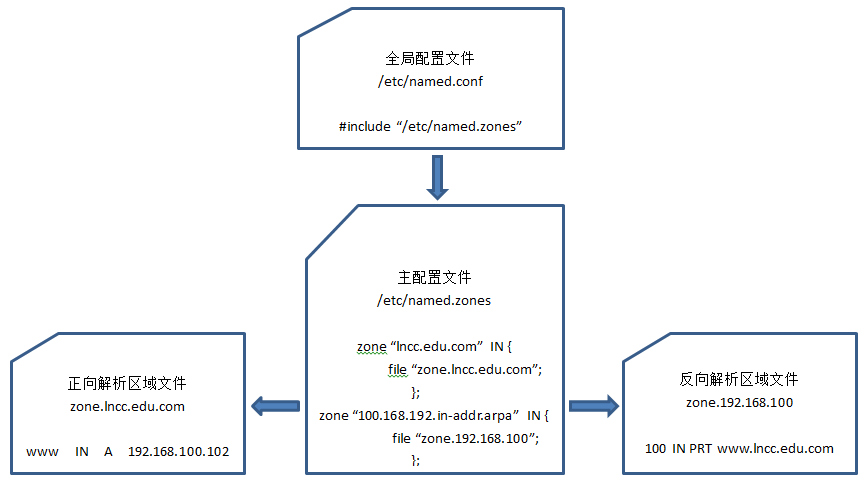 全局配置文件
/etc/named.conf
#include “/etc/named.zones”
主配置文件
/etc/named.zones
zone “lncc.edu.com” IN {
file “zone.lncc.edu.com”;
};
zone “100.168.192.in-addr.arpa” IN {
file “zone.192.168.100”;
};
正向解析区域文件
zone.lncc.edu.com
www IN A 192.168.100.102
反向解析区域文件
zone.192.168.100
100 IN PRT www.lncc.edu.com